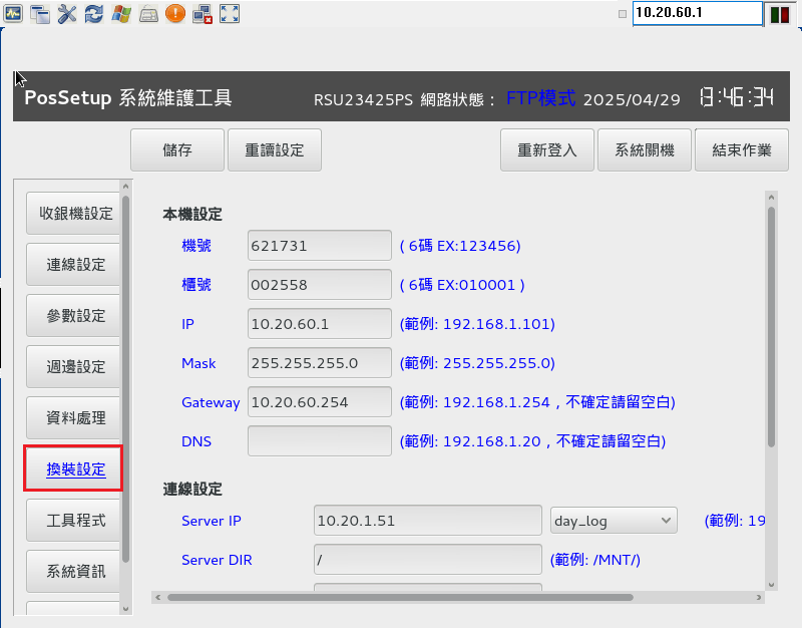 10.20.60.1
PosSetup 系統維護工具 RSU23425PS 網路狀態： FTP模式 2025/04/29 13:46:34
儲存 重讀設定 重新登入 系統關機 結束作業
收銀機設定
連線設定
參數設定
週邊設定
資料處理
換裝設定
工具程式
系統資訊
本機設定
機號 621731 ( 6碼 EX:123456)
櫃號 002558 ( 6碼 EX:010001 )
IP 10.20.60.1 (範例: 192.168.1.101)
Mask 255.255.255.0 (範例: 255.255.255.0)
Gateway 10.20.60.254 (範例: 192.168.1.254 , 不確定請留空白)
DNS (範例: 192.168.1.20 , 不確定請留空白)
連線設定
Server IP 10.20.1.51 day_log (範例: 19
Server DIR / (範例: /MNT/)